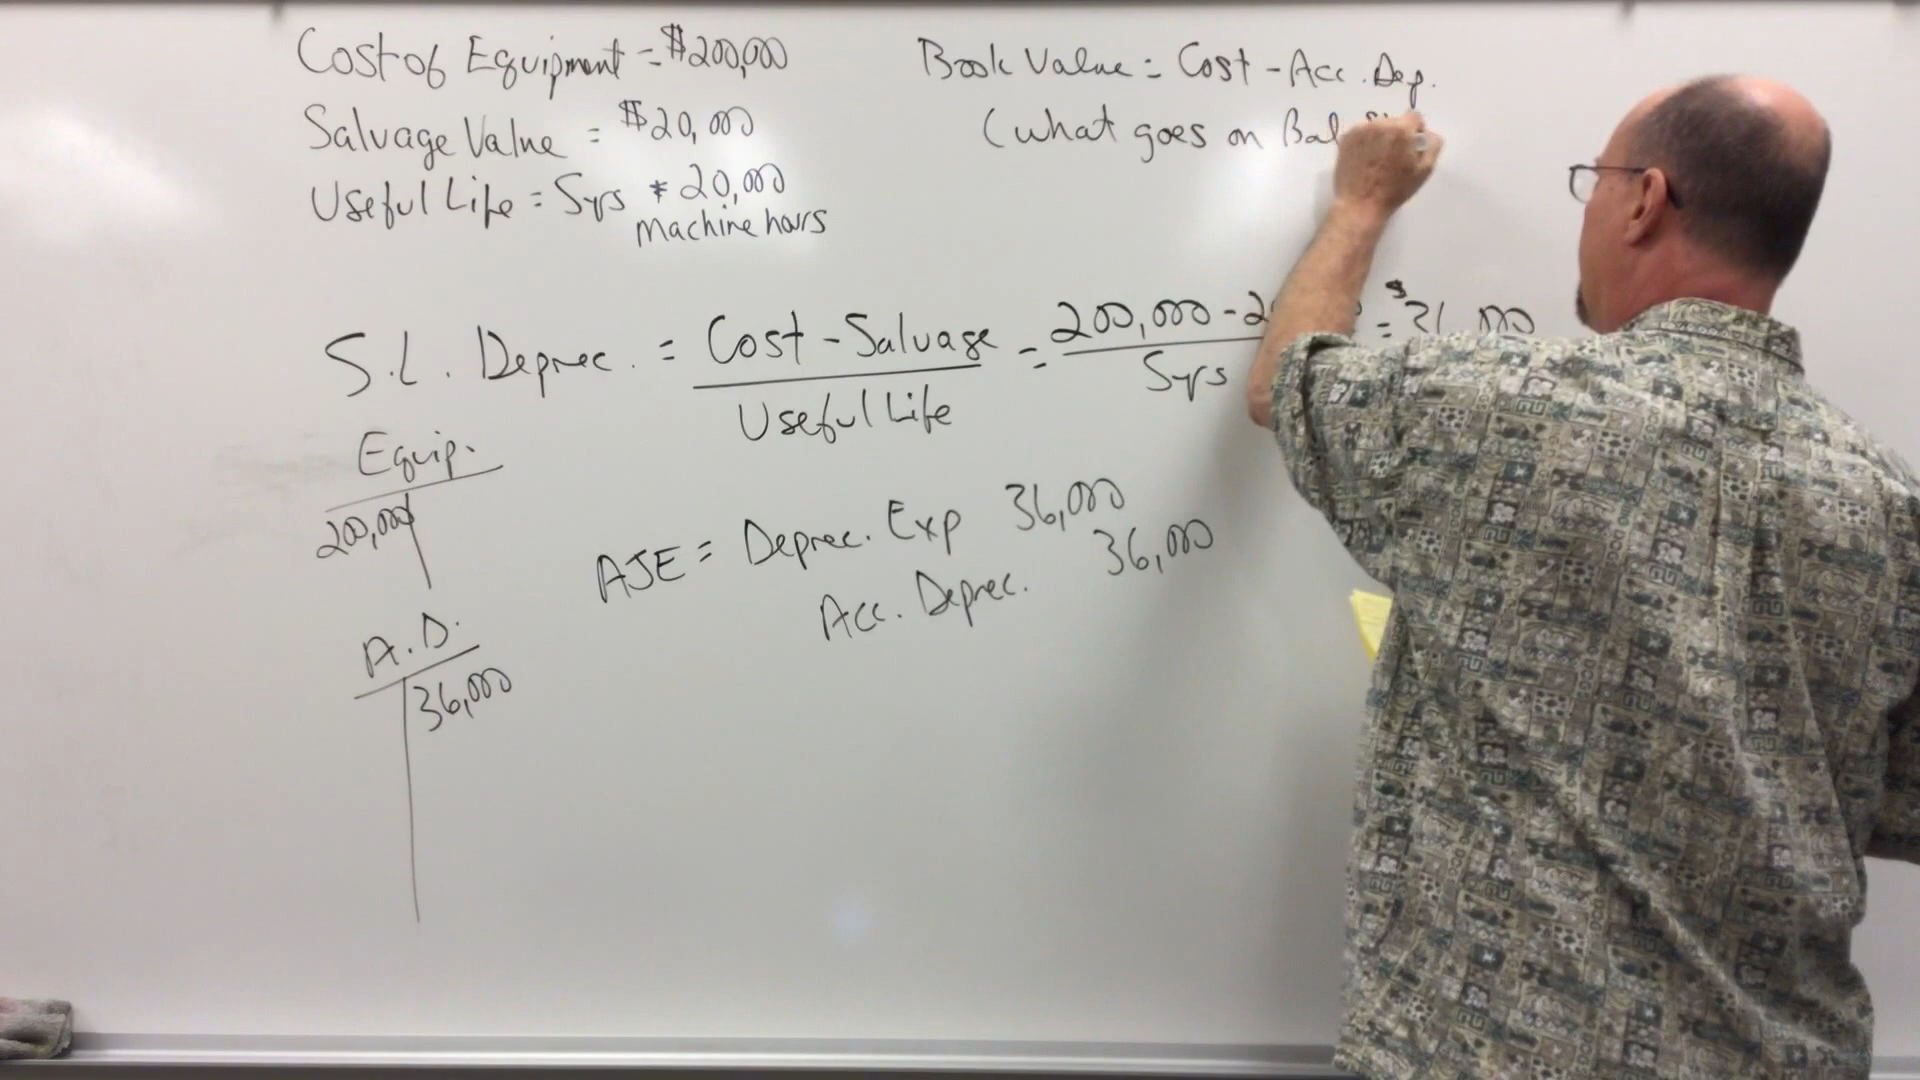 Cost of Equipment = $200,000
Salvage Value = $20,000
Useful Life = 5yrs * 20,000
machine hours
Book Value = Cost - Acc. Dep.
(what goes on Bal
S.L. Deprec. = Cost - Salvage = 200,000 - 2 = $36,000
Useful Life 5yrs
Equip.
200,000
AJE = Deprec. Exp 36,000
Acc. Deprec. 36,000
A.D.
36,000